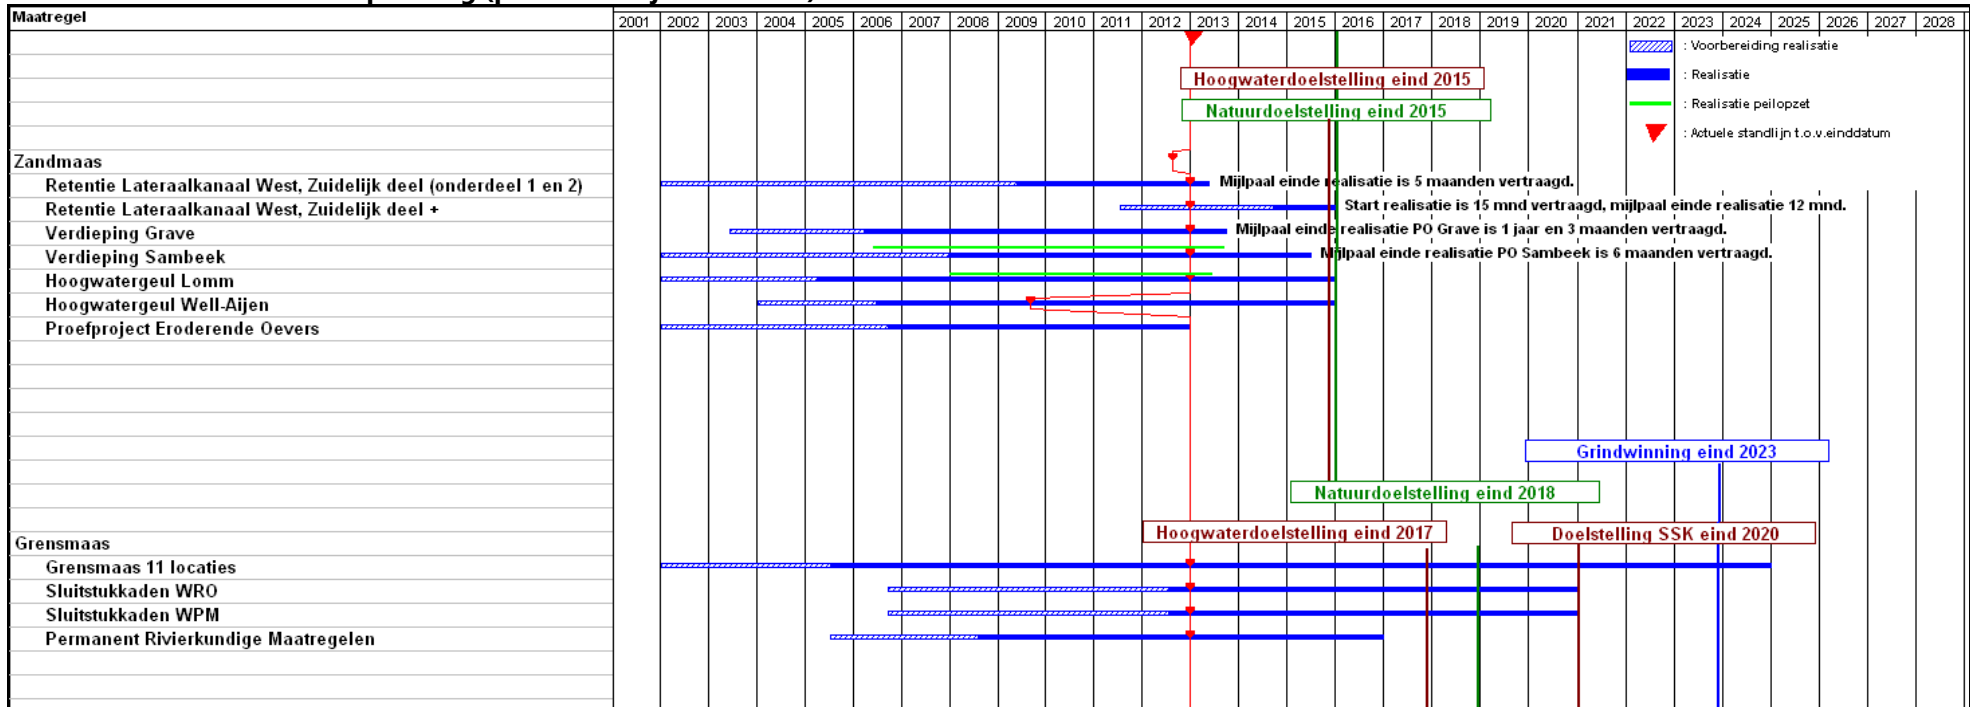 Maatregel
2001 2002 2003 2004 2005 2006 2007 2008 2009 2010 2011 2012 2013 2014 2015 2016 2017 2018 2019 2020 2021 2022 2023 2024 2025 2026 2027 2028
: Voorbereiding realisatie
: Realisatie
: Realisatie peilopzet
: Actuele standlijn t.o.v.einddatum
Hoogwaterdoelstelling eind 2015
Natuurdoelstelling eind 2015
Zandmaas
Retentie Lateraalkanaal West, Zuidelijk deel (onderdeel 1 en 2)
Mijlpaal einde realisatie is 5 maanden vertraagd.
Retentie Lateraalkanaal West, Zuidelijk deel +
Start realisatie is 15 mnd vertraagd, mijlpaal einde realisatie 12 mnd.
Verdieping Grave
Mijlpaal einde realisatie PO Grave is 1 jaar en 3 maanden vertraagd.
Verdieping Sambeek
Mijlpaal einde realisatie PO Sambeek is 6 maanden vertraagd.
Hoogwatergeul Lomm
Hoogwatergeul Well-Aijen
Proefproject Eroderende Oevers
Grindwinning eind 2023
Natuurdoelstelling eind 2018
Hoogwaterdoelstelling eind 2017
Doelstelling SSK eind 2020
Grensmaas
Grensmaas 11 locaties
Sluitstukkaden WRO
Sluitstukkaden WPM
Permanent Rivierkundige Maatregelen